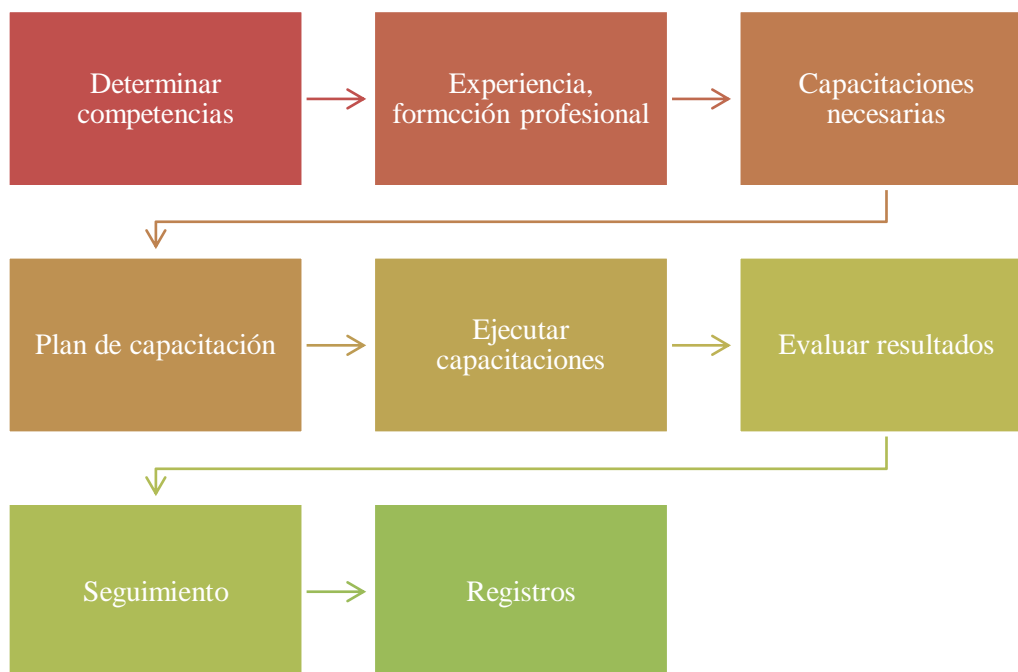 Determinar
competencias
Experiencia,
formcción profesional
Capacitaciones
necesarias
Plan de capacitación
Ejecutar
capacitaciones
Evaluar resultados
Seguimiento
Registros